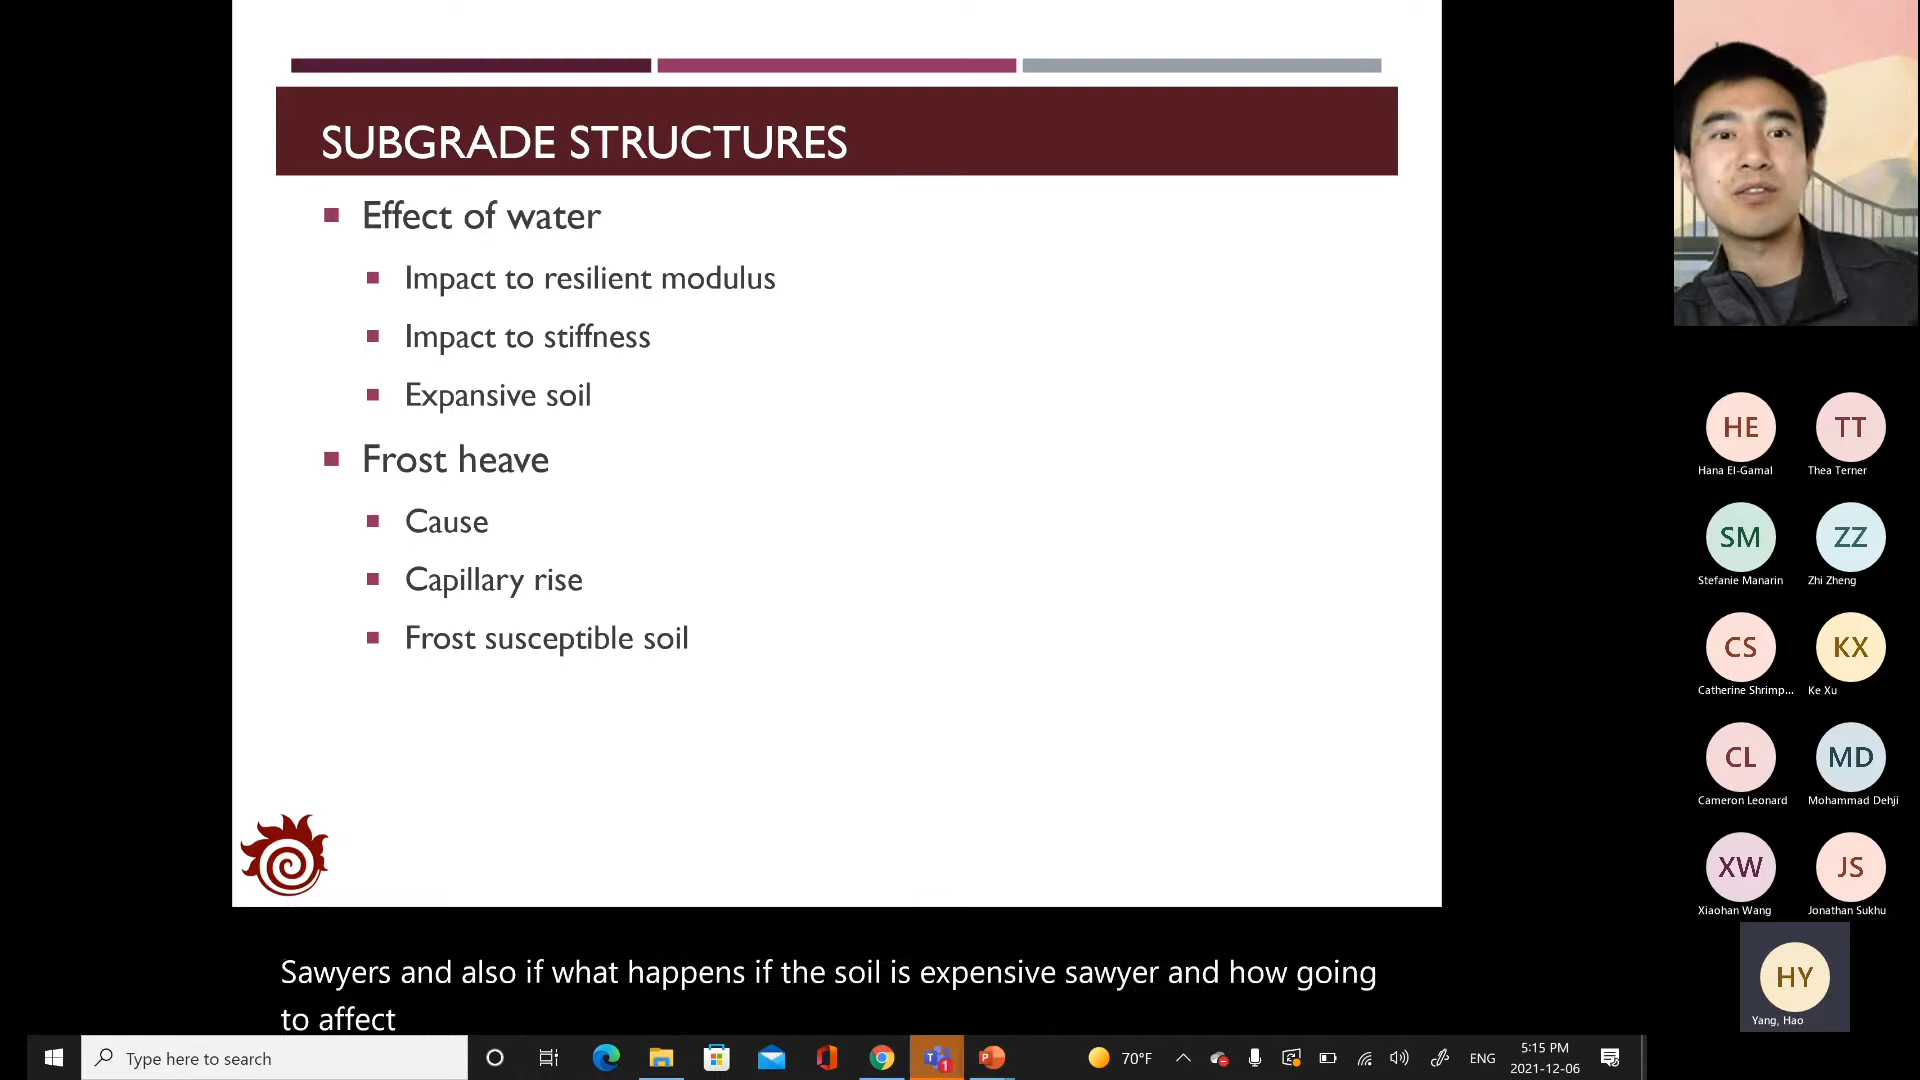 SUBGRADE STRUCTURES
Effect of water
Impact to resilient modulus
Impact to stiffness
Expansive soil
Frost heave
Cause
Capillary rise
Frost susceptible soil
HE TT
Hana El-Gamal Thea Terner
SM ZZ
Stefanie Manarin Zhi Zheng
CS KX
Catherine Shrimp... Ke Xu
CL MD
Cameron Leonard Mohammad Dehji
XW JS
Xiaohan Wang Jonathan Sukhu
HY
Yang, Hao
Sawyers and also if what happens if the soil is expensive sawyer and how going
to affect
Type here to search
T 1
P
70°F
ENG
5:15 PM
2021-12-06